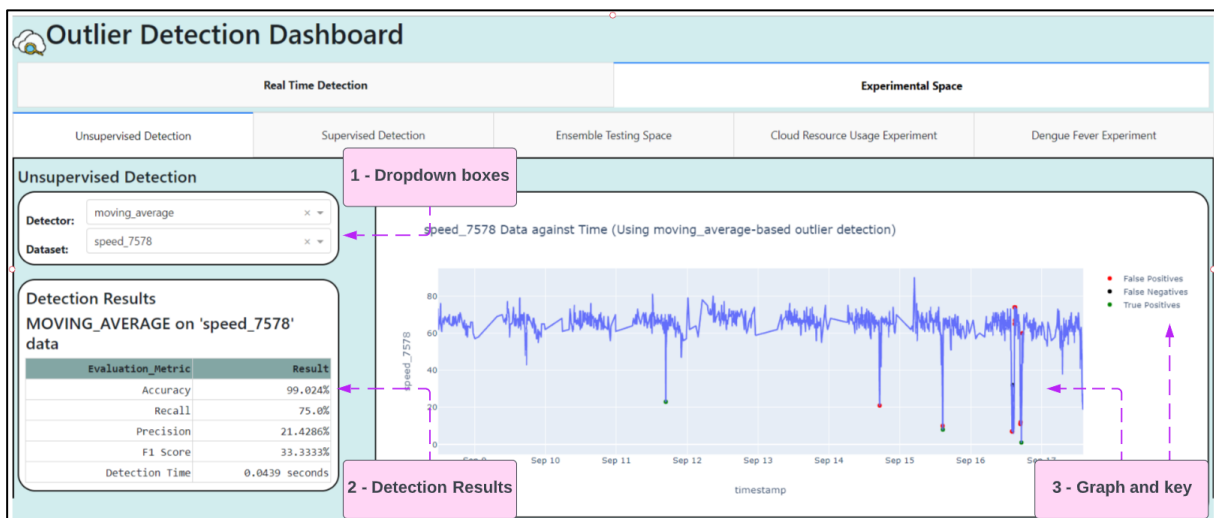 Outlier Detection Dashboard
Real Time Detection
Experimental Space
Unsupervised Detection
Supervised Detection
Ensemble Testing Space
Cloud Resource Usage Experiment
Dengue Fever Experiment
Unsupervised Detection
1 - Dropdown boxes
Detector:
moving_average
Dataset:
speed_7578
Detection Results
MOVING_AVERAGE on 'speed_7578'
data
Evaluation_Metric Result
Accuracy 99.024%
Recall 75.0%
Precision 21.4286%
F1 Score 33.3333%
Detection Time 0.0439 seconds
2 - Detection Results
speed_7578 Data against Time (Using moving_average-based outlier detection)
False Positives
False Negatives
True Positives
80
60
40
20
0
speed_7578
Sep 9
Sep 10
Sep 11
Sep 12
Sep 13
Sep 14
Sep 15
Sep 16
Sep 17
timestamp
3 - Graph and key